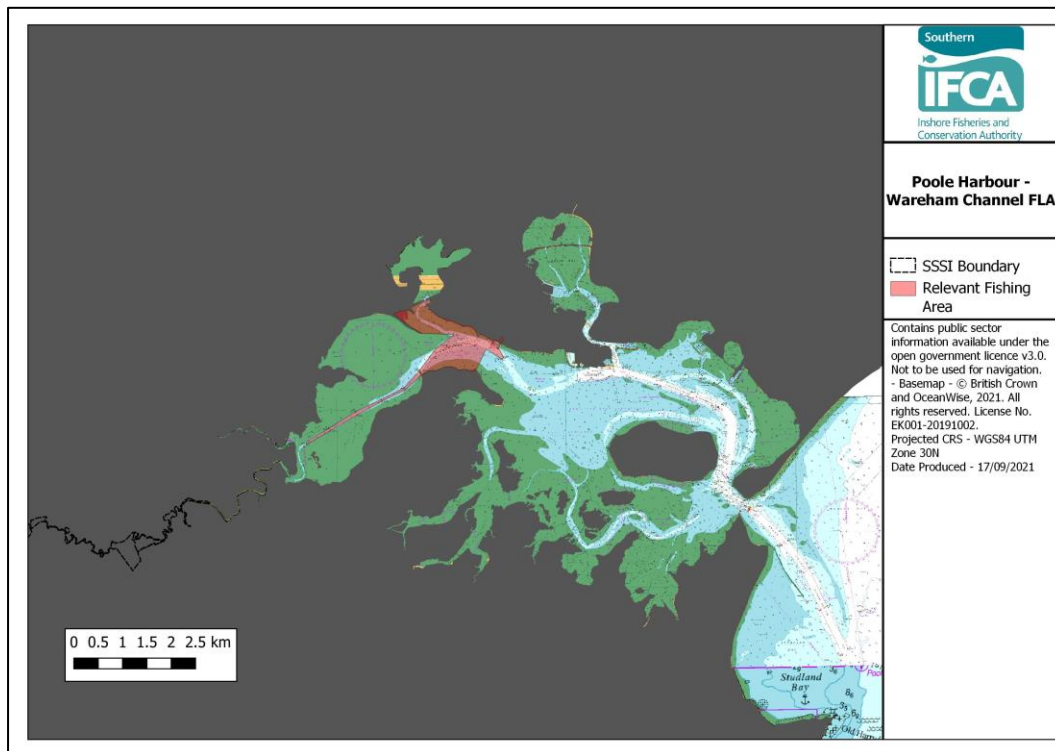 Southern
IFCA
Inshore Fisheries and
Conservation Authority
Poole Harbour -
Wareham Channel FLA
SSSI Boundary
Relevant Fishing
Area
Contains public sector
information available under the
open government licence v3.0.
Not to be used for navigation.
- Basemap - © British Crown
and OceanWise, 2021. All
rights reserved. License No.
EK001-20191002.
Projected CRS - WGS84 UTM
Zone 30N
Date Produced - 17/09/2021
0 0.5 1 1.5 2 2.5 km
Studland
Bay